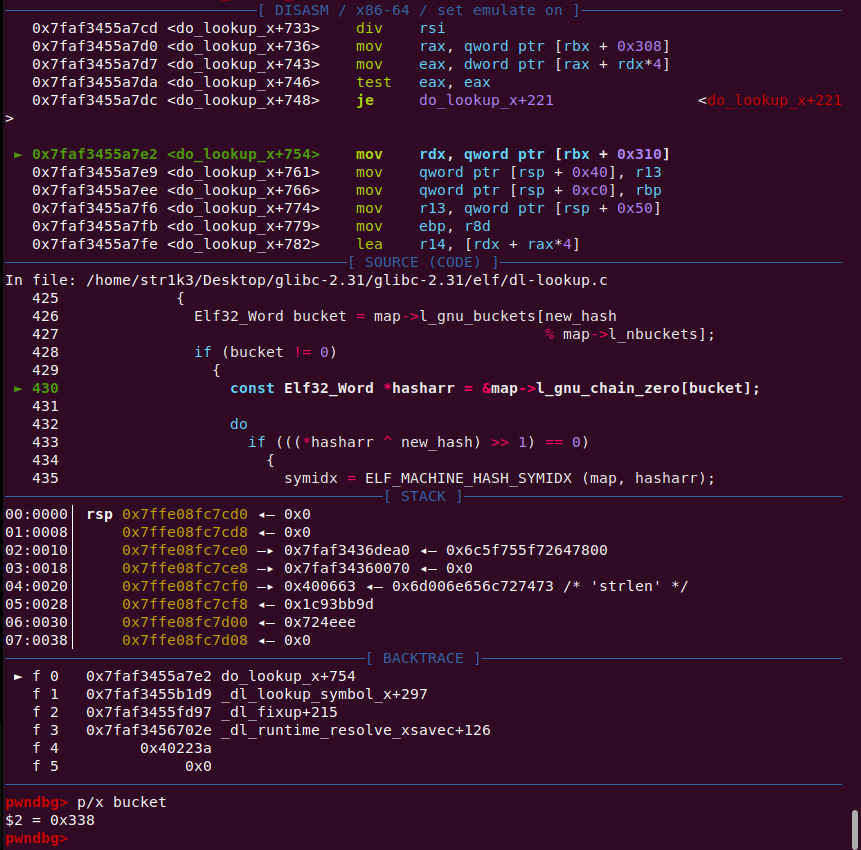 [ DISASM / x86-64 / set emulate on ]
0x7faf3455a7cd <do_lookup_x+733>    div    rsi
0x7faf3455a7d0 <do_lookup_x+736>    mov    rax, qword ptr [rbx + 0x308]
0x7faf3455a7d7 <do_lookup_x+743>    mov    eax, dword ptr [rax + rdx*4]
0x7faf3455a7da <do_lookup_x+746>    test   eax, eax
0x7faf3455a7dc <do_lookup_x+748>    je     do_lookup_x+221                <do_lookup_x+221
>
► 0x7faf3455a7e2 <do_lookup_x+754>    mov    rdx, qword ptr [rbx + 0x310]
0x7faf3455a7e9 <do_lookup_x+761>    mov    qword ptr [rsp + 0x40], r13
0x7faf3455a7ee <do_lookup_x+766>    mov    qword ptr [rsp + 0xc0], rbp
0x7faf3455a7f6 <do_lookup_x+774>    mov    r13, qword ptr [rsp + 0x50]
0x7faf3455a7fb <do_lookup_x+779>    mov    ebp, r8d
0x7faf3455a7fe <do_lookup_x+782>    lea    r14, [rdx + rax*4]
[ SOURCE (CODE) ]
In file: /home/str1k3/Desktop/glibc-2.31/glibc-2.31/elf/dl-lookup.c
425             {
426               Elf32_Word bucket = map->l_gnu_buckets[new_hash
427                                                      % map->l_nbuckets];
428               if (bucket != 0)
429                 {
► 430                   const Elf32_Word *hasharr = &map->l_gnu_chain_zero[bucket];
431
432                   do
433                     if (((*hasharr ^ new_hash) >> 1) == 0)
434                       {
435                         symidx = ELF_MACHINE_HASH_SYMIDX (map, hasharr);
[ STACK ]
00:0000│ rsp 0x7ffe08fc7cd0 ◂— 0x0
01:0008│     0x7ffe08fc7cd8 ◂— 0x0
02:0010│     0x7ffe08fc7ce0 —▸ 0x7faf3436dea0 ◂— 0x6c5f755f72647800
03:0018│     0x7ffe08fc7ce8 —▸ 0x7faf34360070 ◂— 0x0
04:0020│     0x7ffe08fc7cf0 —▸ 0x400663 ◂— 0x6d006e656c727473 /* 'strlen' */
05:0028│     0x7ffe08fc7cf8 ◂— 0x1c93bb9d
06:0030│     0x7ffe08fc7d00 ◂— 0x724eee
07:0038│     0x7ffe08fc7d08 ◂— 0x0
[ BACKTRACE ]
► f 0   0x7faf3455a7e2 do_lookup_x+754
f 1   0x7faf3455b1d9 _dl_lookup_symbol_x+297
f 2   0x7faf3455fd97 _dl_fixup+215
f 3   0x7faf3456702e _dl_runtime_resolve_xsavec+126
f 4         0x40223a
f 5              0x0
pwndbg> p/x bucket
$2 = 0x338
pwndbg>